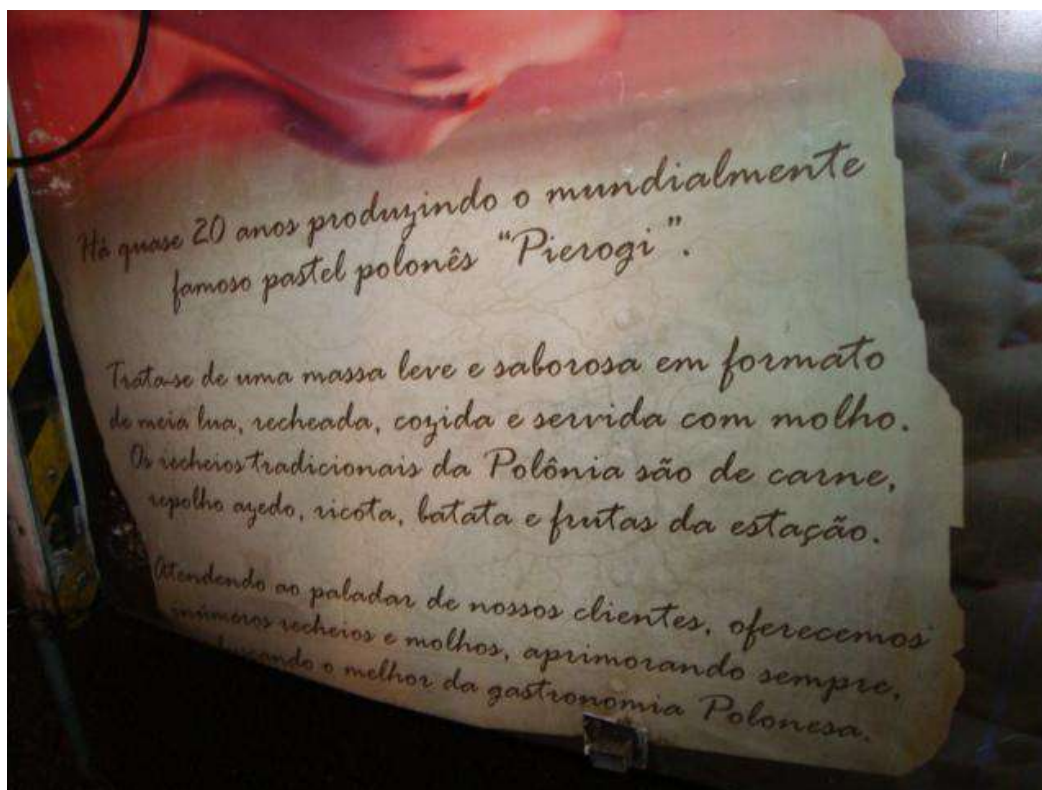 Há quase 20 anos produzindo o mundialmente
famoso pastel polonês "Pierogi".
Trata-se de uma massa leve e saborosa em formato
de meia lua, recheada, cozida e servida com molho.
Os recheios tradicionais da Polônia são de carne,
repolho azedo, ricota, batata e frutas da estação.
Atendendo ao paladar de nossos clientes, oferecemos
inúmeros recheios e molhos, aprimorando sempre,
buscando o melhor da gastronomia Polonesa.